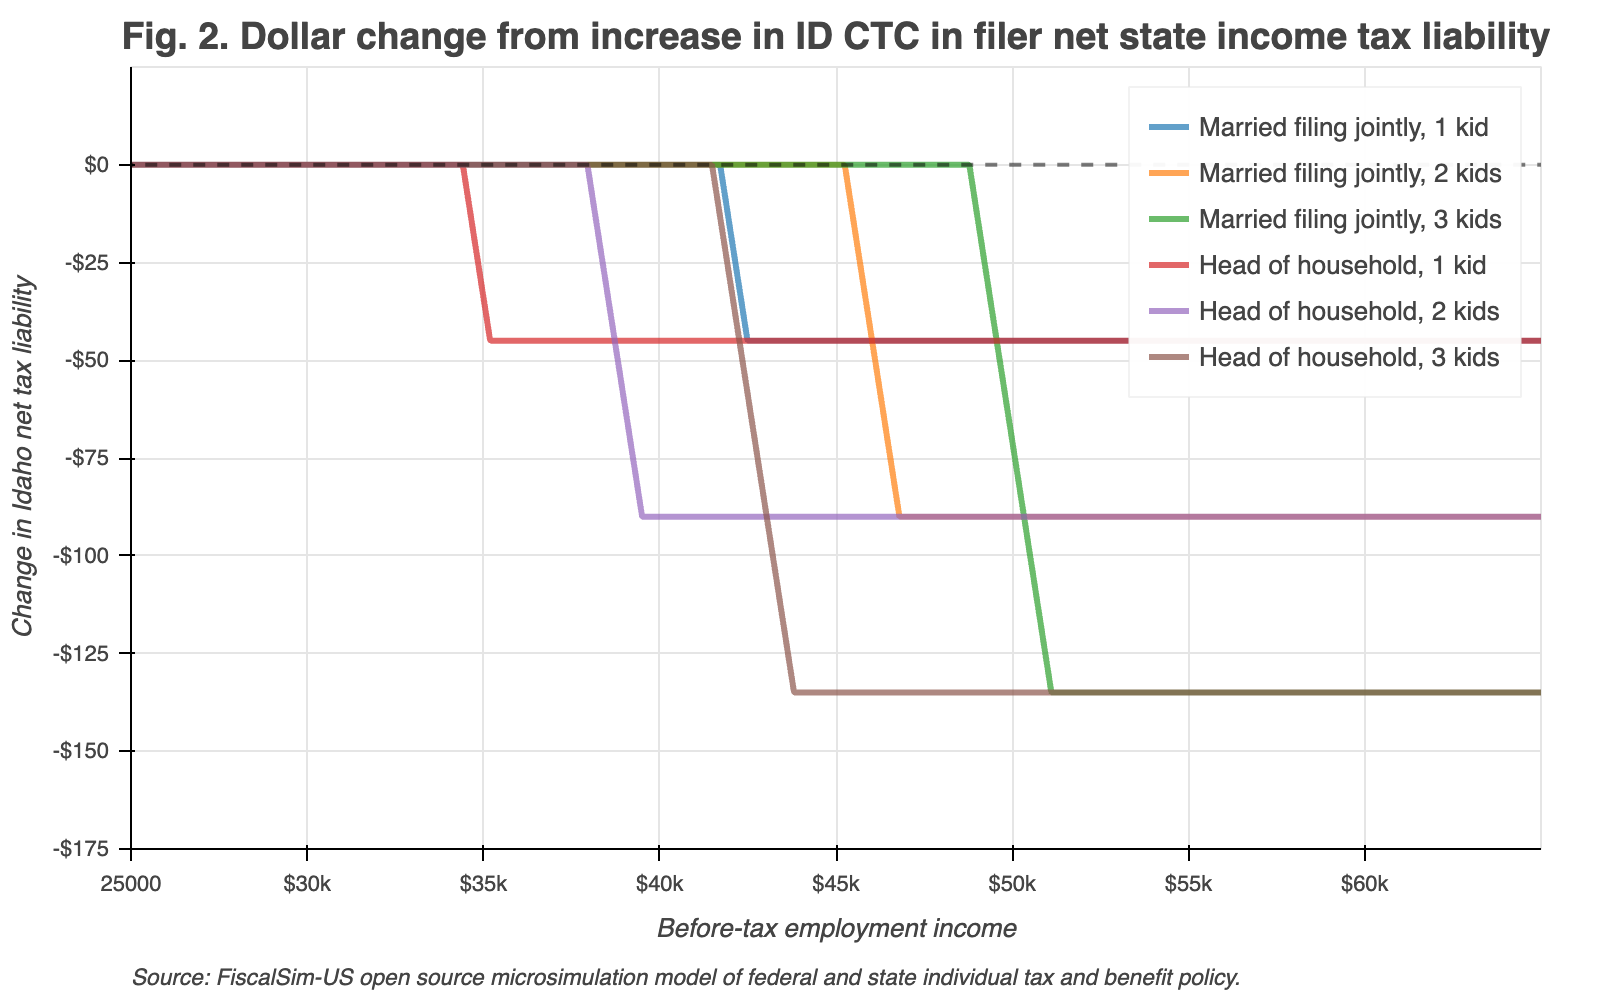 Fig. 2. Dollar change from increase in ID CTC in filer net state income tax liability
Married filing jointly, 1 kid
Married filing jointly, 2 kids
Married filing jointly, 3 kids
Head of household, 1 kid
Head of household, 2 kids
Head of household, 3 kids
Change in Idaho net tax liability
$0
-$25
-$50
-$75
-$100
-$125
-$150
-$175
25000 $30k $35k $40k $45k $50k $55k $60k
Before-tax employment income
Source: FiscalSim-US open source microsimulation model of federal and state individual tax and benefit policy.